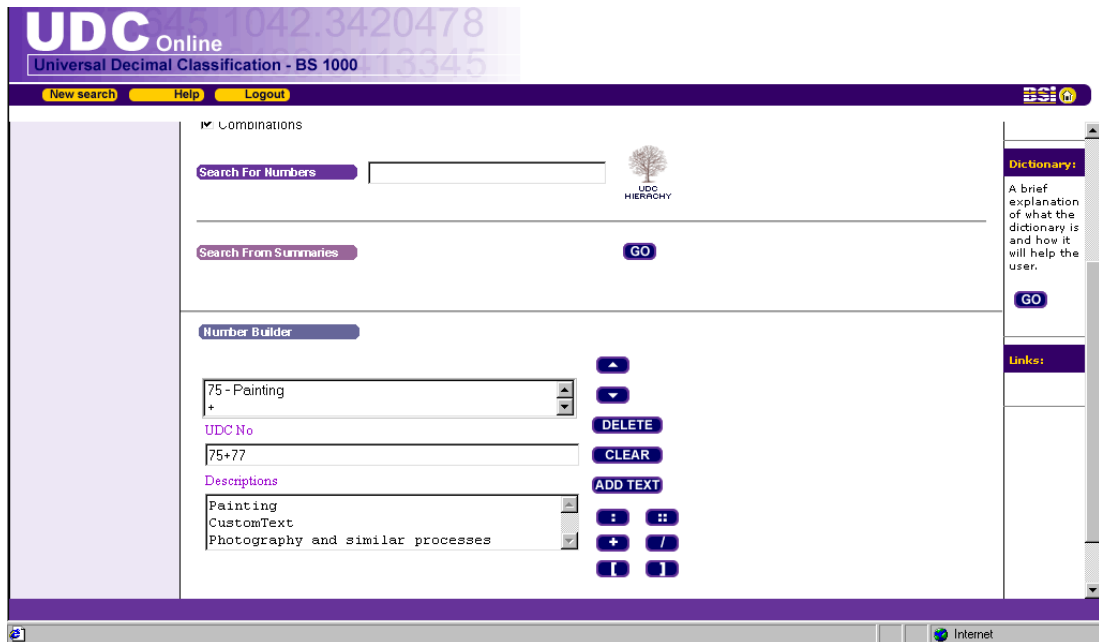 645.1042.3420478
UDC Online
Universal Decimal Classification - BS 1000
New search Help Logout
BSI
Combinations
Search For Numbers
UDC
HIERACHY
Search From Summaries
GO
Dictionary:
A brief
explanation
of what the
dictionary is
and how it
will help the
user.
GO
Links:
Number Builder
75 - Painting
+
UDC No
75+77
Descriptions
Painting
CustomText
Photography and similar processes
DELETE
CLEAR
ADD TEXT
: ::
+ /
[ ]
Internet